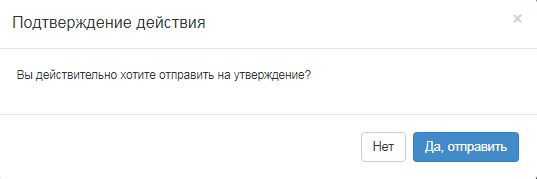 Подтверждение действия
×
Вы действительно хотите отправить на утверждение?
Нет
Да, отправить